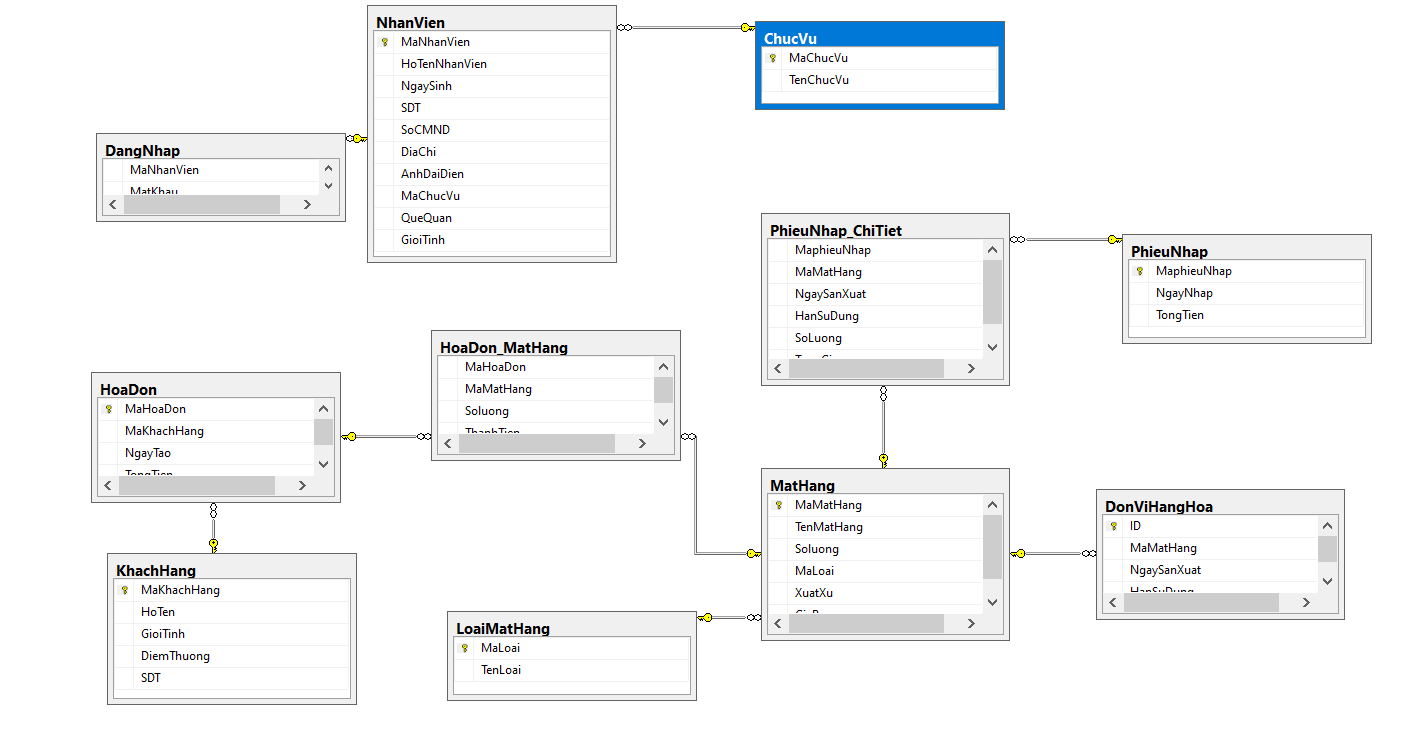 NhanVien
MaNhanVien
HoTenNhanVien
NgaySinh
SDT
SoCMND
DiaChi
AnhDaiDien
MaChucVu
QueQuan
GioiTinh
ChucVu
MaChucVu
TenChucVu
DangNhap
MaNhanVien
MatKhau
PhieuNhap_ChiTiet
MaphieuNhap
MaMatHang
NgaySanXuat
HanSuDung
SoLuong
PhieuNhap
MaphieuNhap
NgayNhap
TongTien
HoaDon_MatHang
MaHoaDon
MaMatHang
Soluong
ThanhTien
HoaDon
MaHoaDon
MaKhachHang
NgayTao
TongTien
MatHang
MaMatHang
TenMatHang
Soluong
MaLoai
XuatXu
DonViHangHoa
ID
MaMatHang
NgaySanXuat
HanSuDung
KhachHang
MaKhachHang
HoTen
GioiTinh
DiemThuong
SDT
LoaiMatHang
MaLoai
TenLoai